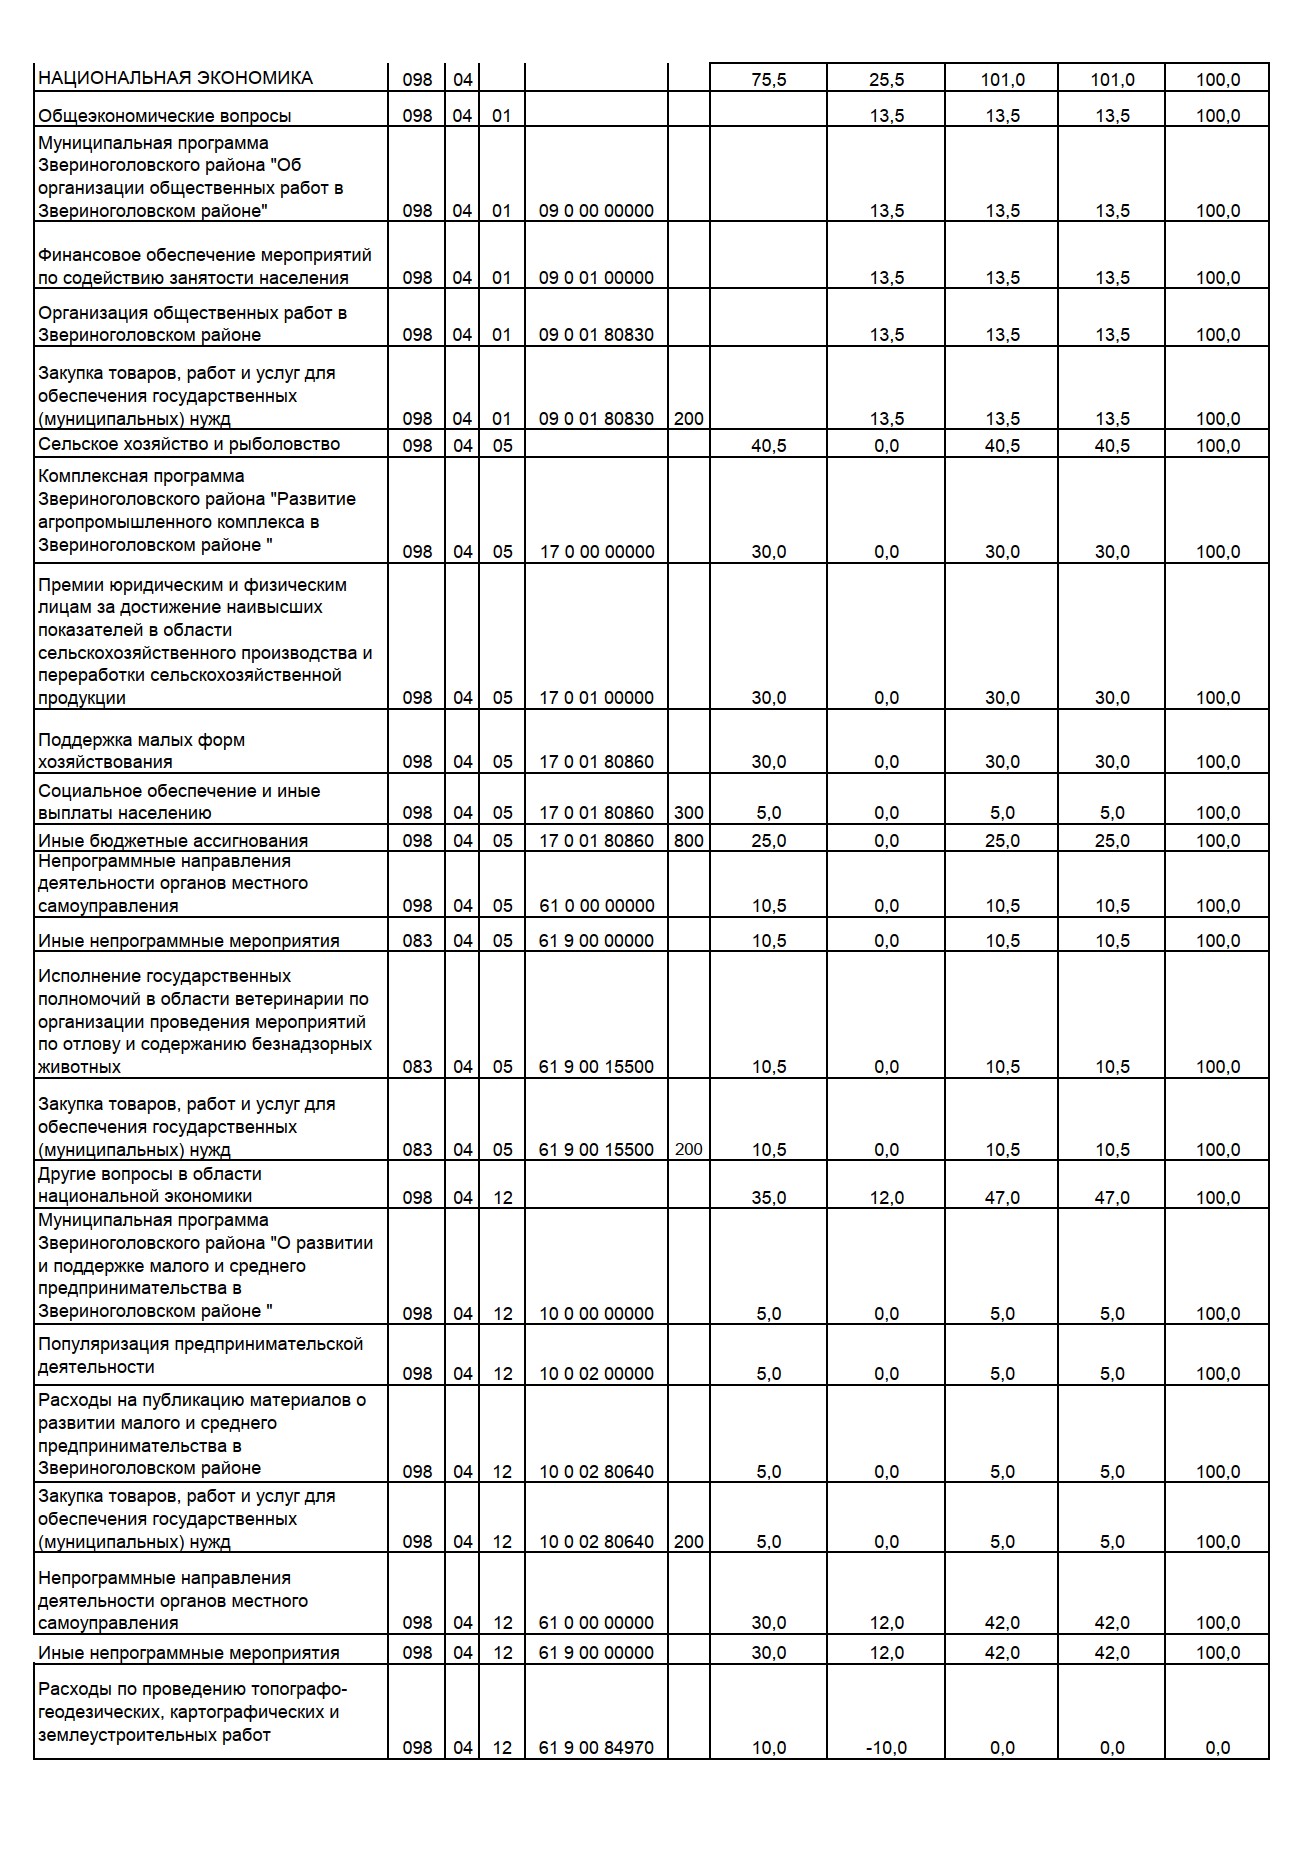 НАЦИОНАЛЬНАЯ ЭКОНОМИКА 098 04 75,5 25,5 101,0 101,0 100,0
Общеэкономические вопросы 098 04 01 13,5 13,5 13,5 100,0
Муниципальная программа
Звериноголовского района "Об
организации общественных работ в
Звериноголовском районе" 098 04 01 09 0 00 00000 13,5 13,5 13,5 100,0
Финансовое обеспечение мероприятий
по содействию занятости населения 098 04 01 09 0 01 00000 13,5 13,5 13,5 100,0
Организация общественных работ в
Звериноголовском районе 098 04 01 09 0 01 80830 13,5 13,5 13,5 100,0
Закупка товаров, работ и услуг для
обеспечения государственных
(муниципальных) нужд 098 04 01 09 0 01 80830 200 13,5 13,5 13,5 100,0
Сельское хозяйство и рыболовство 098 04 05 40,5 0,0 40,5 40,5 100,0
Комплексная программа
Звериноголовского района "Развитие
агропромышленного комплекса в
Звериноголовском районе " 098 04 05 17 0 00 00000 30,0 0,0 30,0 30,0 100,0
Премии юридическим и физическим
лицам за достижение наивысших
показателей в области
сельскохозяйственного производства и
переработки сельскохозяйственной
продукции 098 04 05 17 0 01 00000 30,0 0,0 30,0 30,0 100,0
Поддержка малых форм
хозяйствования 098 04 05 17 0 01 80860 30,0 0,0 30,0 30,0 100,0
Социальное обеспечение и иные
выплаты населению 098 04 05 17 0 01 80860 300 5,0 0,0 5,0 5,0 100,0
Иные бюджетные ассигнования 098 04 05 17 0 01 80860 800 25,0 0,0 25,0 25,0 100,0
Непрограммные направления
деятельности органов местного
самоуправления 098 04 05 61 0 00 00000 10,5 0,0 10,5 10,5 100,0
Иные непрограммные мероприятия 083 04 05 61 9 00 00000 10,5 0,0 10,5 10,5 100,0
Исполнение государственных
полномочий в области ветеринарии по
организации проведения мероприятий
по отлову и содержанию безнадзорных
животных 083 04 05 61 9 00 15500 10,5 0,0 10,5 10,5 100,0
Закупка товаров, работ и услуг для
обеспечения государственных
(муниципальных) нужд 083 04 05 61 9 00 15500 200 10,5 0,0 10,5 10,5 100,0
Другие вопросы в области
национальной экономики 098 04 12 35,0 12,0 47,0 47,0 100,0
Муниципальная программа
Звериноголовского района "О развитии
и поддержке малого и среднего
предпринимательства в
Звериноголовском районе " 098 04 12 10 0 00 00000 5,0 0,0 5,0 5,0 100,0
Популяризация предпринимательской
деятельности 098 04 12 10 0 02 00000 5,0 0,0 5,0 5,0 100,0
Расходы на публикацию материалов о
развитии малого и среднего
предпринимательства в
Звериноголовском районе 098 04 12 10 0 02 80640 5,0 0,0 5,0 5,0 100,0
Закупка товаров, работ и услуг для
обеспечения государственных
(муниципальных) нужд 098 04 12 10 0 02 80640 200 5,0 0,0 5,0 5,0 100,0
Непрограммные направления
деятельности органов местного
самоуправления 098 04 12 61 0 00 00000 30,0 12,0 42,0 42,0 100,0
Иные непрограммные мероприятия 098 04 12 61 9 00 00000 30,0 12,0 42,0 42,0 100,0
Расходы по проведению топографо-
геодезических, картографических и
землеустроительных работ 098 04 12 61 9 00 84970 10,0 -10,0 0,0 0,0 0,0